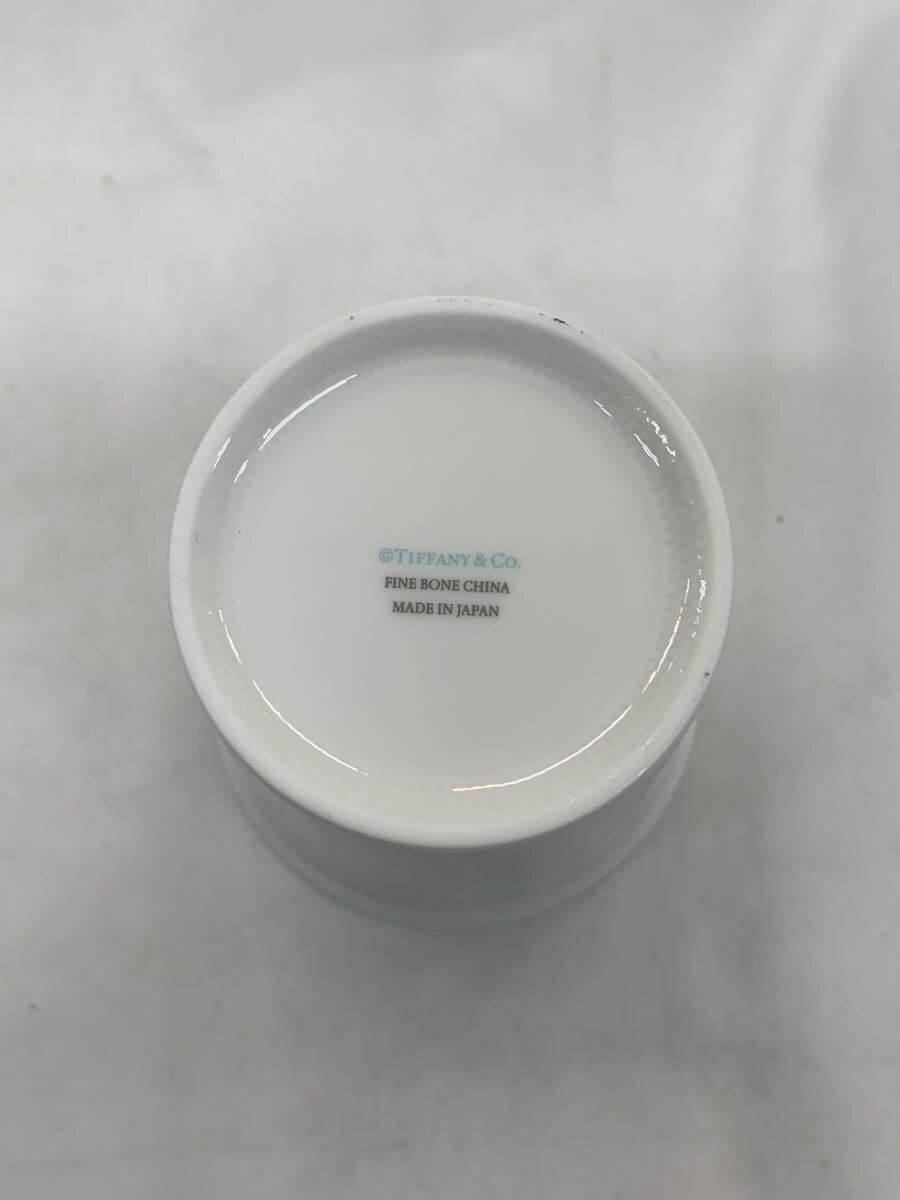 ©TIFFANY & CO.
FINE BONE CHINA
MADE IN JAPAN